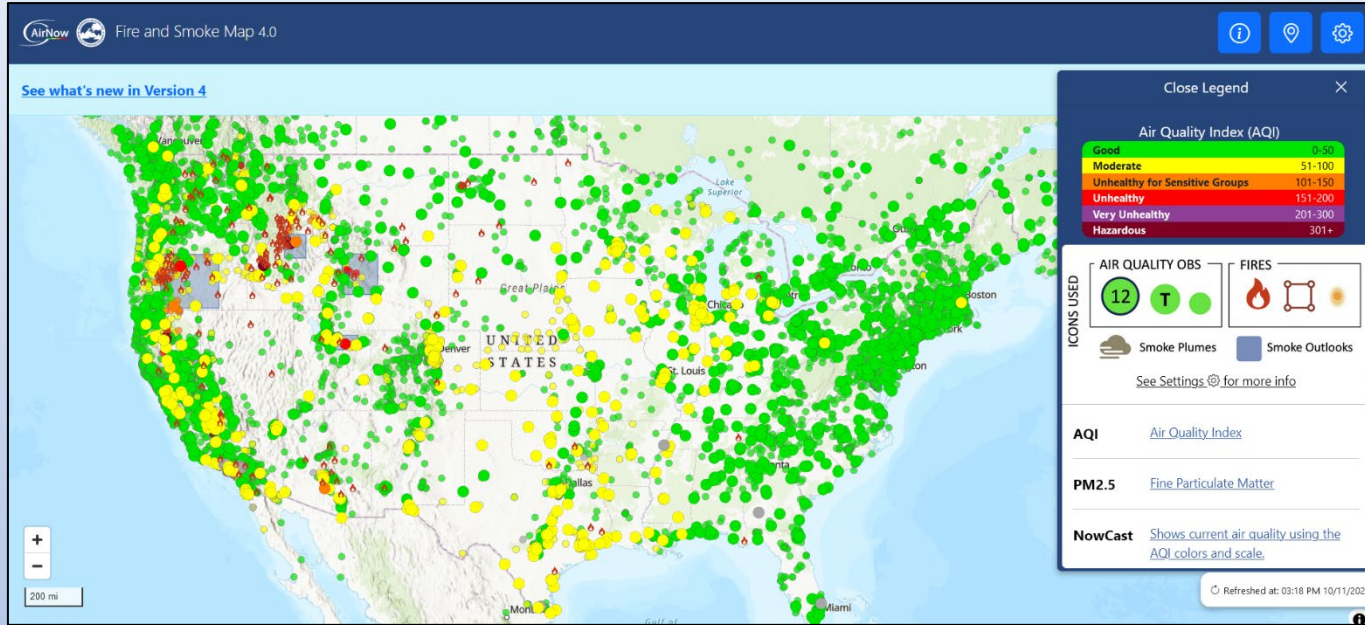 AirNow
Fire and Smoke Map 4.0
See what's new in Version 4
Close Legend
Air Quality Index (AQI)
Good 0-50
Moderate 51-100
Unhealthy for Sensitive Groups 101-150
Unhealthy 151-200
Very Unhealthy 201-300
Hazardous 301+
ICONS USED
AIR QUALITY OBS
FIRES
12
T
Smoke Plumes
Smoke Outlooks
See Settings for more info
AQI Air Quality Index
PM2.5 Fine Particulate Matter
NowCast Shows current air quality using the
AQI colors and scale.
Refreshed at: 03:18 PM 10/11/202
Vancouver
Lake
Superior
Great Plains
Chicago
Boston
Denver
UNITED
STATES
St. Louis
Dallas
Miami
Gulf of
+
−
200 mi